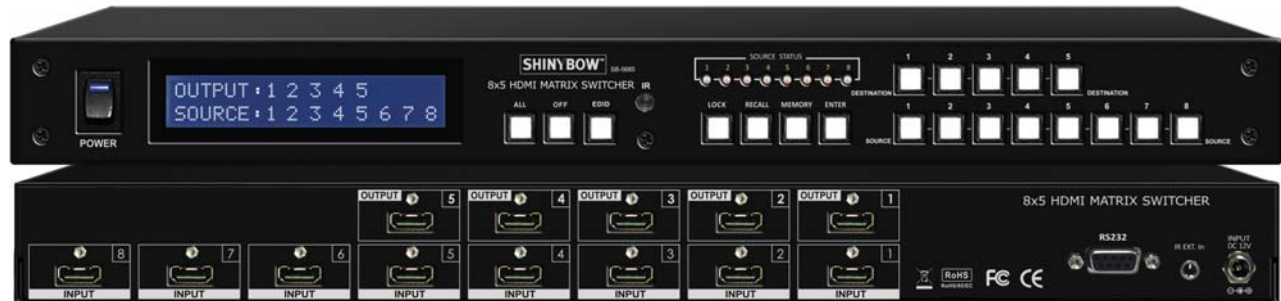 SHINYBOW™ SB-5685
8x5 HDMI MATRIX SWITCHER IR
ALL OFF EDID
OUTPUT:1 2 3 4 5
SOURCE:1 2 3 4 5 6 7 8
POWER
SOURCE STATUS
1 2 3 4 5 6 7 8
LOCK RECALL MEMORY ENTER
1 2 3 4 5
DESTINATION DESTINATION
1 2 3 4 5 6 7 8
SOURCE SOURCE
OUTPUT 5 OUTPUT 4 OUTPUT 3 OUTPUT 2 OUTPUT 1
8 7 6 5 4 3 2 1
INPUT INPUT INPUT INPUT INPUT INPUT INPUT INPUT
8x5 HDMI MATRIX SWITCHER
RS232
IR EXT. In
INPUT
DC 12V
RoHS
FC CE